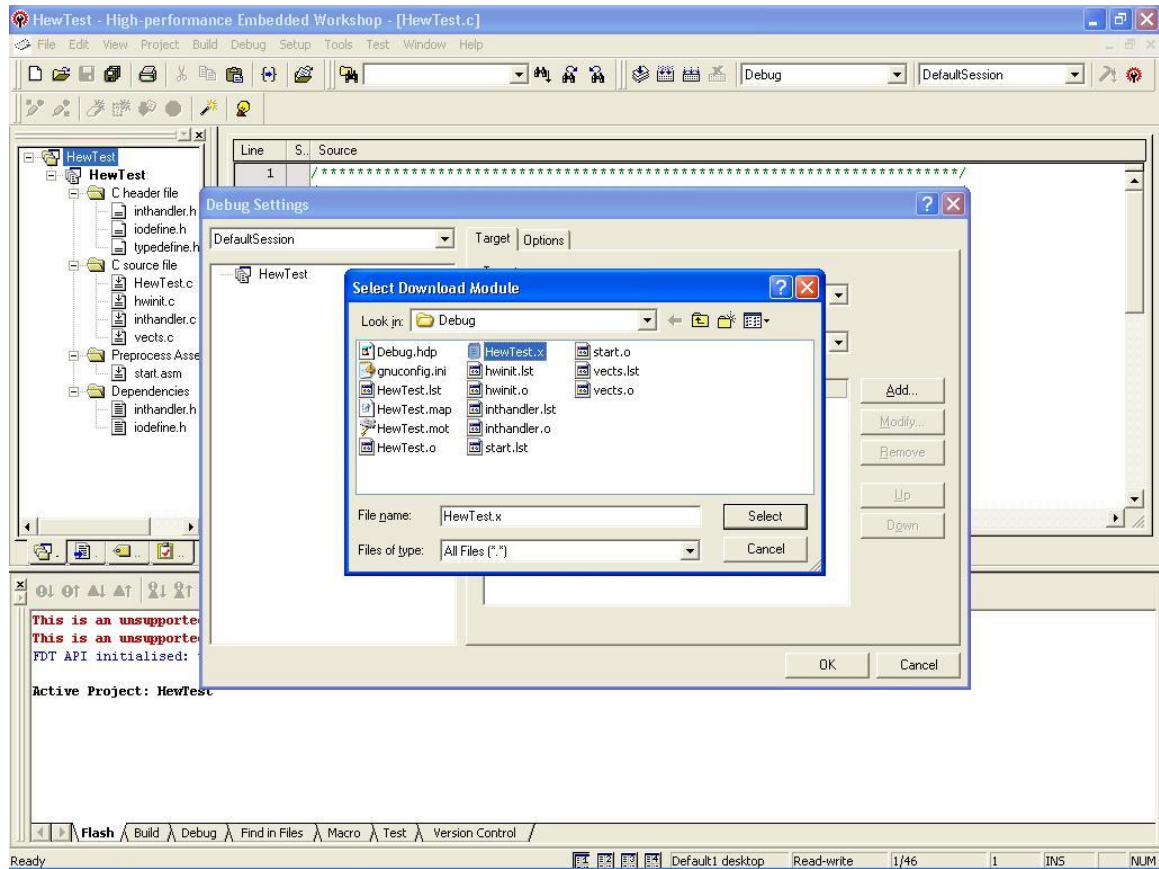 HewTest - High-performance Embedded Workshop - [HewTest.c]
File Edit View Project Build Debug Setup Tools Test Window Help
Debug DefaultSession
HewTest
HewTest
C header file
inthandler.h
iodefine.h
typedefine.h
C source file
HewTest.c
hwinit.c
inthandler.c
vects.c
Preprocess Asse
start.asm
Dependencies
inthandler.h
iodefine.h
Line S.. Source
1 /***********************************************************************/
Debug Settings
DefaultSession
Target Options
HewTest
Select Download Module
Look in: Debug
Debug.hdp HewTest.x start.o
gnuconfig.ini hwinit.lst vects.lst
HewTest.lst hwinit.o vects.o
HewTest.map inthandler.lst
HewTest.mot inthandler.o
HewTest.o start.lst
File name: HewTest.x Select
Files of type: All Files (*.*) Cancel
Add...
Modify...
Remove
Up
Down
OK Cancel
This is an unsupporte
This is an unsupporte
FDT API initialised:
Active Project: HewTest
Flash Build Debug Find in Files Macro Test Version Control
Ready Default1 desktop Read-write 1/46 1 INS NUM